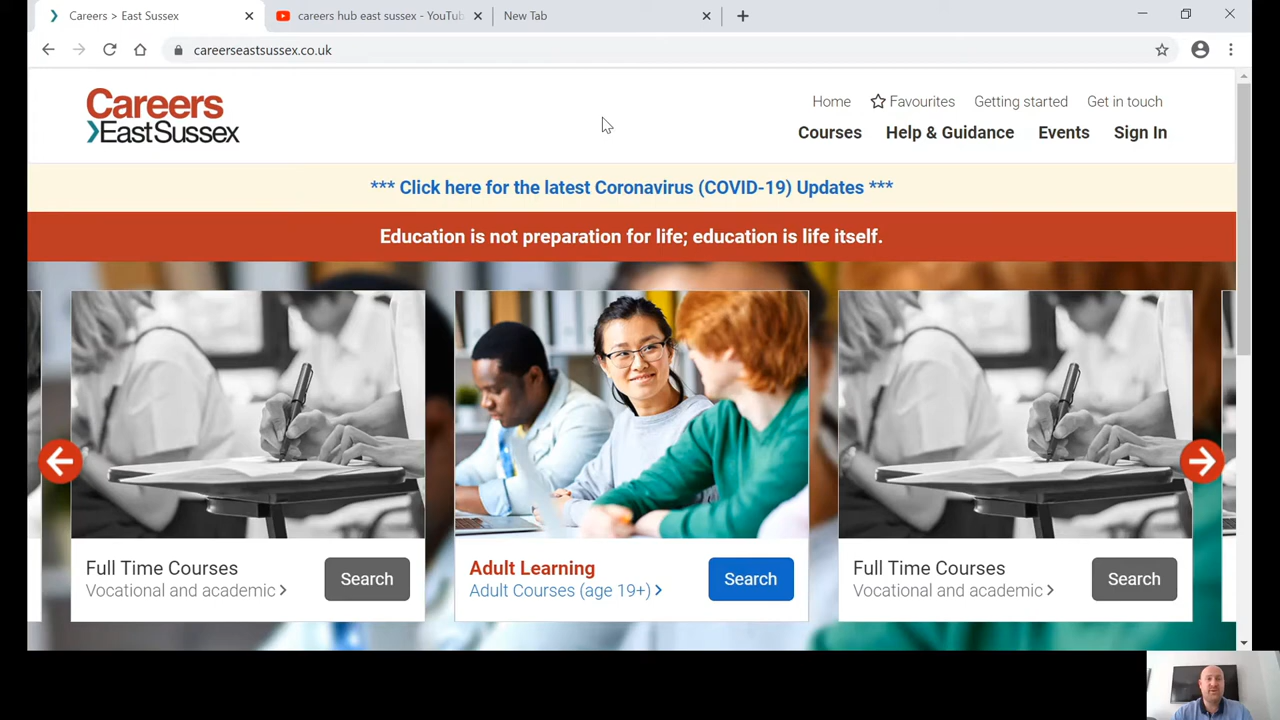 Careers > East Sussex
careers hub east sussex - YouTub
New Tab
careerseastsussex.co.uk
Careers
EastSussex
Home
Favourites
Getting started
Get in touch
Courses
Help & Guidance
Events
Sign In
*** Click here for the latest Coronavirus (COVID-19) Updates ***
Education is not preparation for life; education is life itself.
Full Time Courses
Vocational and academic
Search
Adult Learning
Adult Courses (age 19+)
Search
Full Time Courses
Vocational and academic
Search